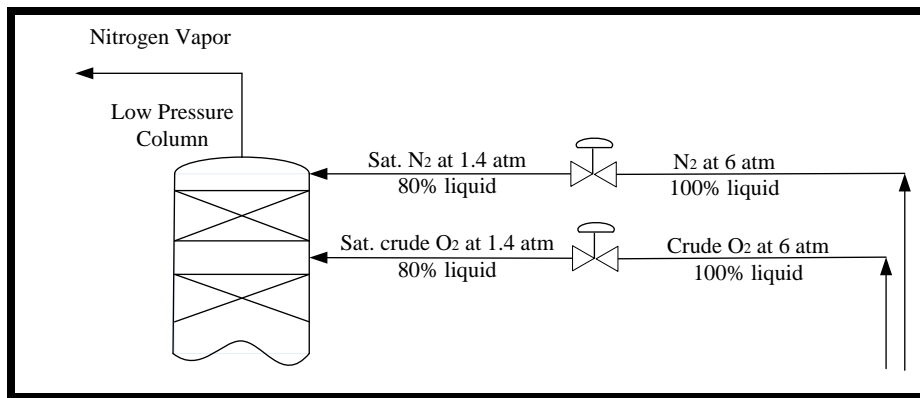 Nitrogen Vapor
Low Pressure
Column
Sat. N2 at 1.4 atm
80% liquid
N2 at 6 atm
100% liquid
Sat. crude O2 at 1.4 atm
80% liquid
Crude O2 at 6 atm
100% liquid